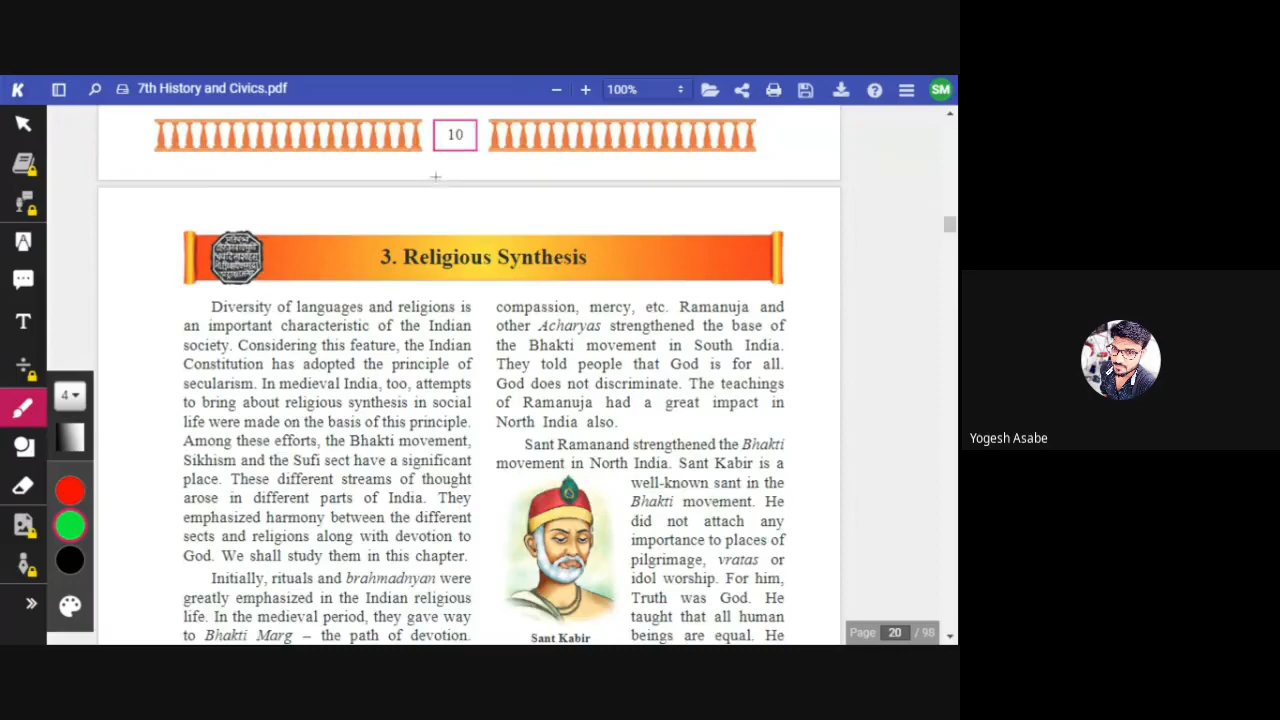 K
7th History and Civics.pdf
100%
SM
10
3. Religious Synthesis
Diversity of languages and religions is
an important characteristic of the Indian
society. Considering this feature, the Indian
Constitution has adopted the principle of
secularism. In medieval India, too, attempts
to bring about religious synthesis in social
life were made on the basis of this principle.
Among these efforts, the Bhakti movement,
Sikhism and the Sufi sect have a significant
place. These different streams of thought
arose in different parts of India. They
emphasized harmony between the different
sects and religions along with devotion to
God. We shall study them in this chapter.
Initially, rituals and brahmadnyan were
greatly emphasized in the Indian religious
life. In the medieval period, they gave way
to Bhakti Marg – the path of devotion.
compassion, mercy, etc. Ramanuja and
other Acharyas strengthened the base of
the Bhakti movement in South India.
They told people that God is for all.
God does not discriminate. The teachings
of Ramanuja had a great impact in
North India also.
Sant Ramanand strengthened the Bhakti
movement in North India. Sant Kabir is a
well-known sant in the
Bhakti movement. He
did not attach any
importance to places of
pilgrimage, vratas or
idol worship. For him,
Truth was God. He
taught that all human
beings are equal. He
Sant Kabir
4
T
Page 20 / 98
Yogesh Asabe